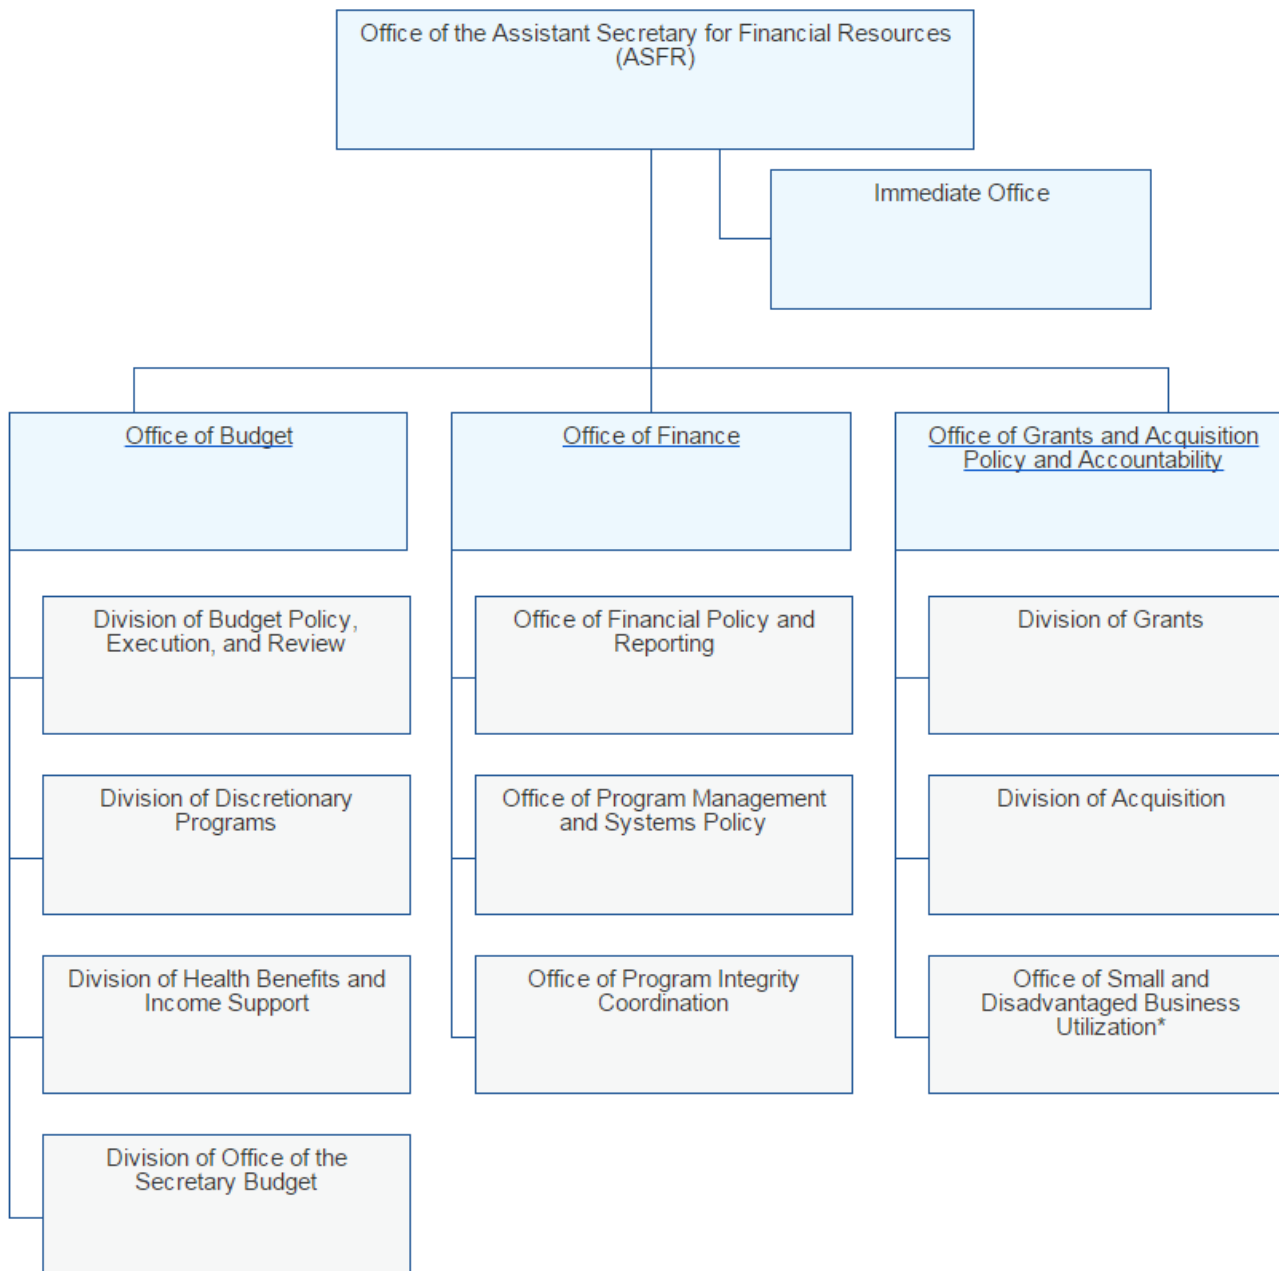 Office of the Assistant Secretary for Financial Resources
(ASFR)
Immediate Office
Office of Budget
Office of Finance
Office of Grants and Acquisition
Policy and Accountability
Division of Budget Policy,
Execution, and Review
Office of Financial Policy and
Reporting
Division of Grants
Division of Discretionary
Programs
Office of Program Management
and Systems Policy
Division of Acquisition
Division of Health Benefits and
Income Support
Office of Program Integrity
Coordination
Office of Small and
Disadvantaged Business
Utilization*
Division of Office of the
Secretary Budget